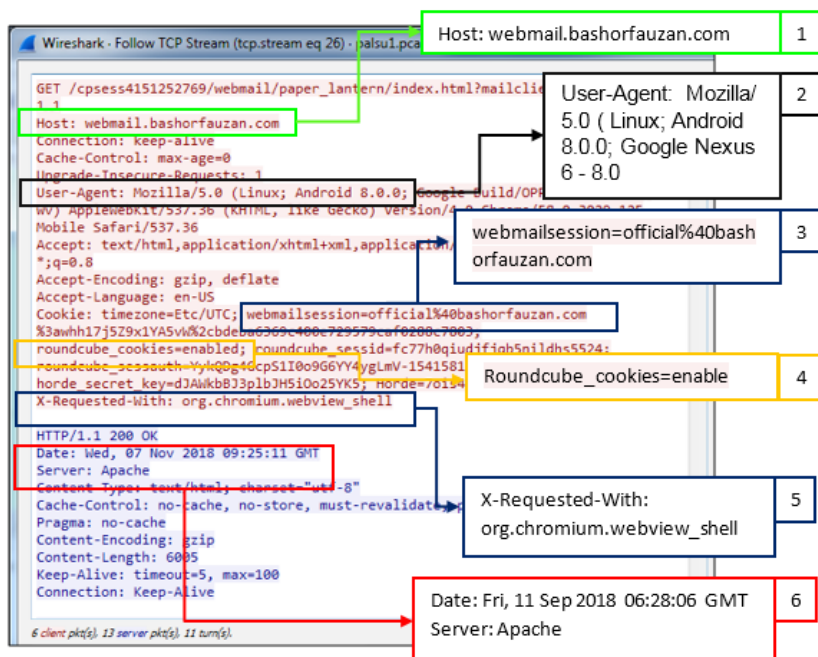 Wireshark - Follow TCP Stream (tcp.stream eq 26) - palsu1.pca
GET /cpsess4151252769/webmail/paper_lantern/index.html?mailclie
1.1
Host: webmail.bashorfauzan.com
Connection: keep-alive
Cache-Control: max-age=0
Upgrade-Insecure-Requests: 1
User-Agent: Mozilla/5.0 (Linux; Android 8.0.0; Google Build/OPR
wv) AppleWebKit/537.36 (KHTML, like Gecko) Version/4.0
Mobile Safari/537.36
Accept: text/html,application/xhtml+xml,application/
*;q=0.8
Accept-Encoding: gzip, deflate
Accept-Language: en-US
Cookie: timezone=Etc/UTC; webmailsession=official%40bashorfauzan.com
roundcube_cookies=enabled;
X-Requested-With: org.chromium.webview_shell
HTTP/1.1 200 OK
Date: Wed, 07 Nov 2018 09:25:11 GMT
Server: Apache
Content-Type: text/html; charset="utf-8"
Cache-Control: no-cache, no-store, must-revalidate, p
Pragma: no-cache
Content-Encoding: gzip
Content-Length: 6005
Keep-Alive: timeout=5, max=100
Connection: Keep-Alive
6 client pkt(s), 13 server pkt(s), 11 turn(s).
Host: webmail.bashorfauzan.com 1
User-Agent: Mozilla/ 2
5.0 ( Linux; Android
8.0.0; Google Nexus
6 - 8.0
webmailsession=official%40bash 3
orfauzan.com
Roundcube_cookies=enable 4
X-Requested-With: 5
org.chromium.webview_shell
Date: Fri, 11 Sep 2018 06:28:06 GMT 6
Server: Apache